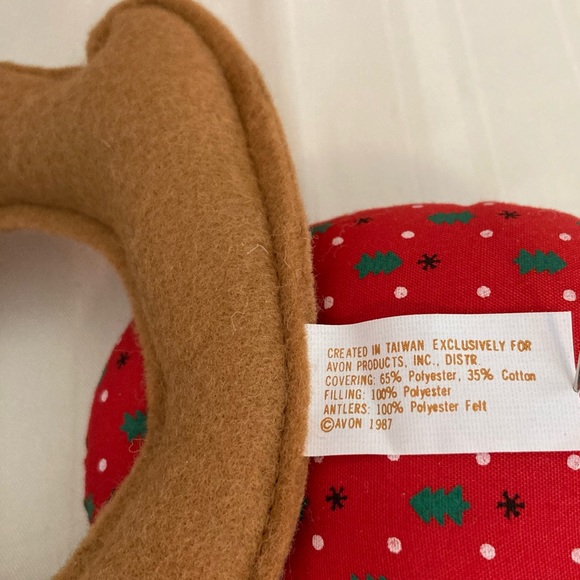 CREATED IN TAIWAN EXCLUSIVELY FOR
AVON PRODUCTS, INC., DISTR.
COVERING: 65% Polyester, 35% Cotton
FILLING: 100% Polyester
ANTLERS: 100% Polyester Felt
©AVON 1987